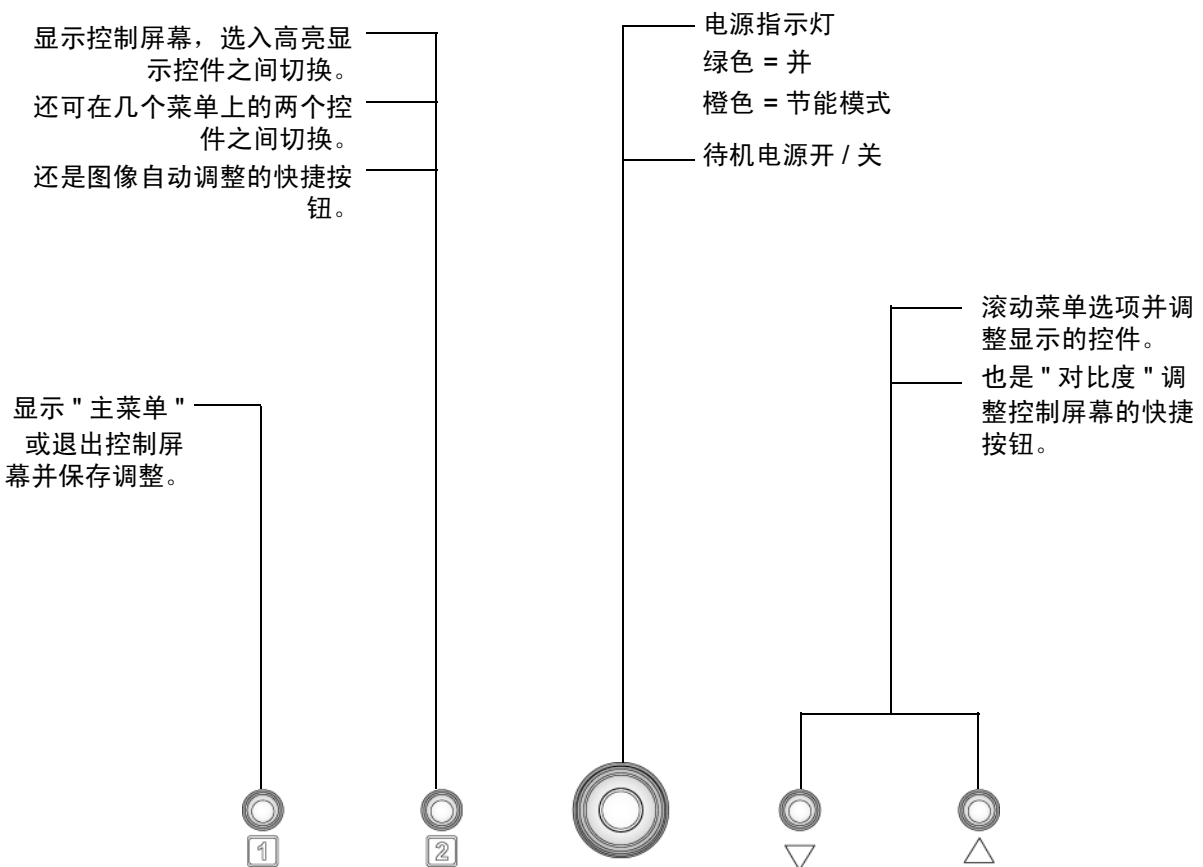 显示控制屏幕，选入高亮显
示控件之间切换。
还可在几个菜单上的两个控
件之间切换。
还是图像自动调整的快捷按
钮。
电源指示灯
绿色 = 并
橙色 = 节能模式
待机电源开 / 关
滚动菜单选项并调
整显示的控件。
也是 " 对比度 " 调
整控制屏幕的快捷
按钮。
显示 " 主菜单 "
或退出控制屏
幕并保存调整。
1
2